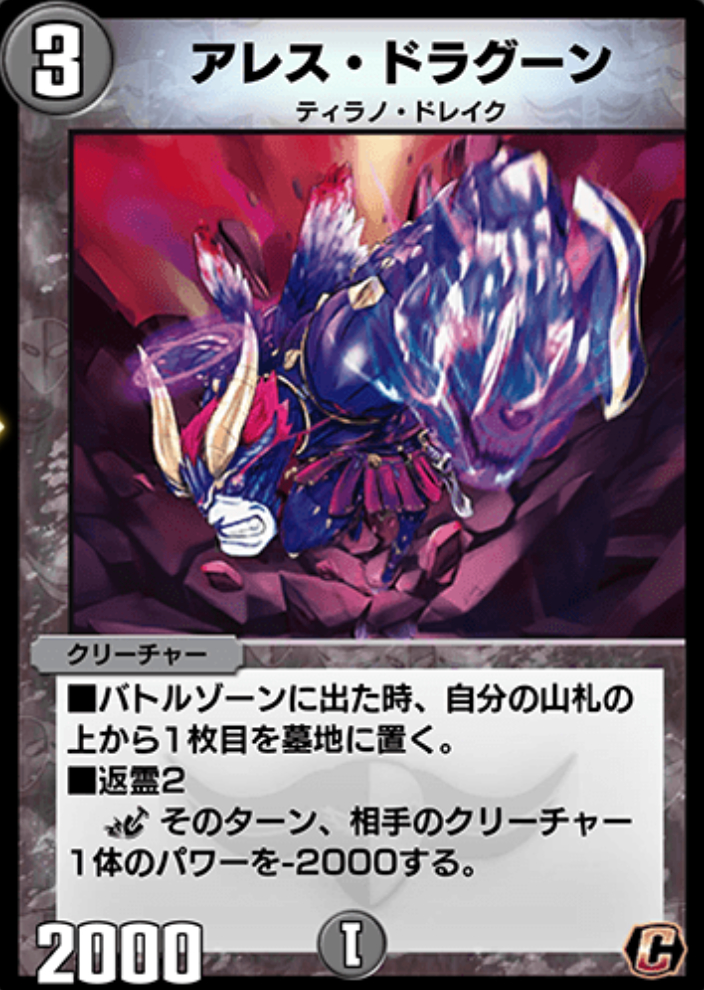 3
アレス・ドラグーン
ティラノ・ドレイク
クリーチャー
■バトルゾーンに出た時、自分の山札の
上から1枚目を墓地に置く。
■返霊2
そのターン、相手のクリーチャー
1体のパワーを-2000する。
2000
I
C